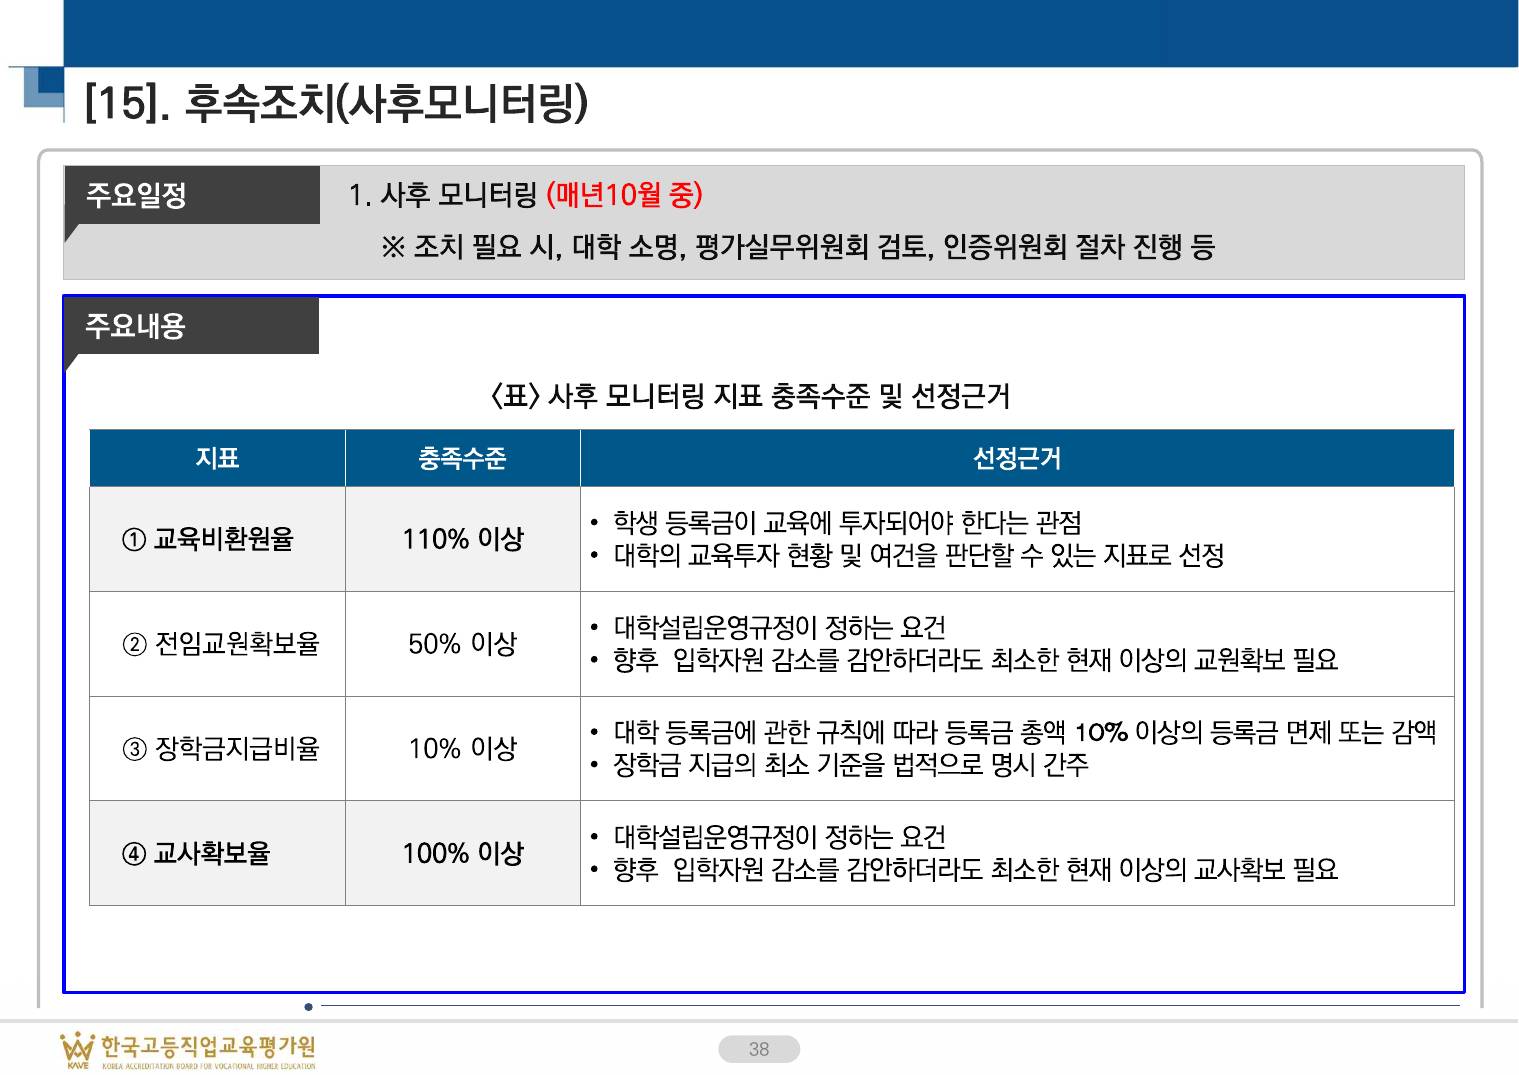 [15]. 후속조치(사후모니터링)
주요일정
1. 사후 모니터링 (매년10월 중)
※ 조치 필요 시, 대학 소명, 평가실무위원회 검토, 인증위원회 절차 진행 등
주요내용
〈표〉 사후 모니터링 지표 충족수준 및 선정근거
지표 충족수준 선정근거
① 교육비환원율 110% 이상
• 학생 등록금이 교육에 투자되어야 한다는 관점
• 대학의 교육투자 현황 및 여건을 판단할 수 있는 지표로 선정
② 전임교원확보율 50% 이상
• 대학설립운영규정이 정하는 요건
• 향후 입학자원 감소를 감안하더라도 최소한 현재 이상의 교원확보 필요
③ 장학금지급비율 10% 이상
• 대학 등록금에 관한 규칙에 따라 등록금 총액 10% 이상의 등록금 면제 또는 감액
• 장학금 지급의 최소 기준을 법적으로 명시 간주
④ 교사확보율 100% 이상
• 대학설립운영규정이 정하는 요건
• 향후 입학자원 감소를 감안하더라도 최소한 현재 이상의 교사확보 필요
KAVE
한국고등직업교육평가원
KOREA ACCREDITATION BOARD FOR VOCATIONAL HIGHER EDUCATION
38